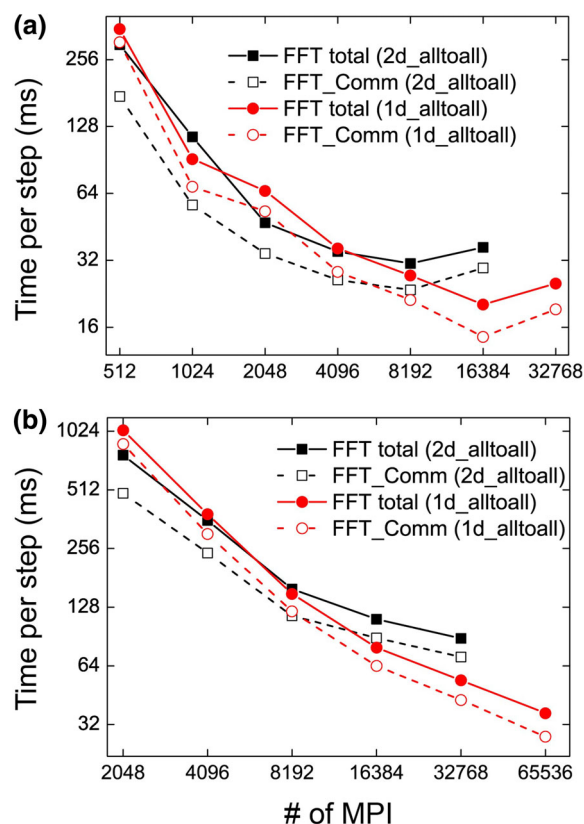 (a)
FFT total (2d_alltoall)
FFT_Comm (2d_alltoall)
FFT total (1d_alltoall)
FFT_Comm (1d_alltoall)
Time per step (ms)
256
128
64
32
16
512 1024 2048 4096 8192 16384 32768
(b)
FFT total (2d_alltoall)
FFT_Comm (2d_alltoall)
FFT total (1d_alltoall)
FFT_Comm (1d_alltoall)
Time per step (ms)
1024
512
256
128
64
32
2048 4096 8192 16384 32768 65536
# of MPI